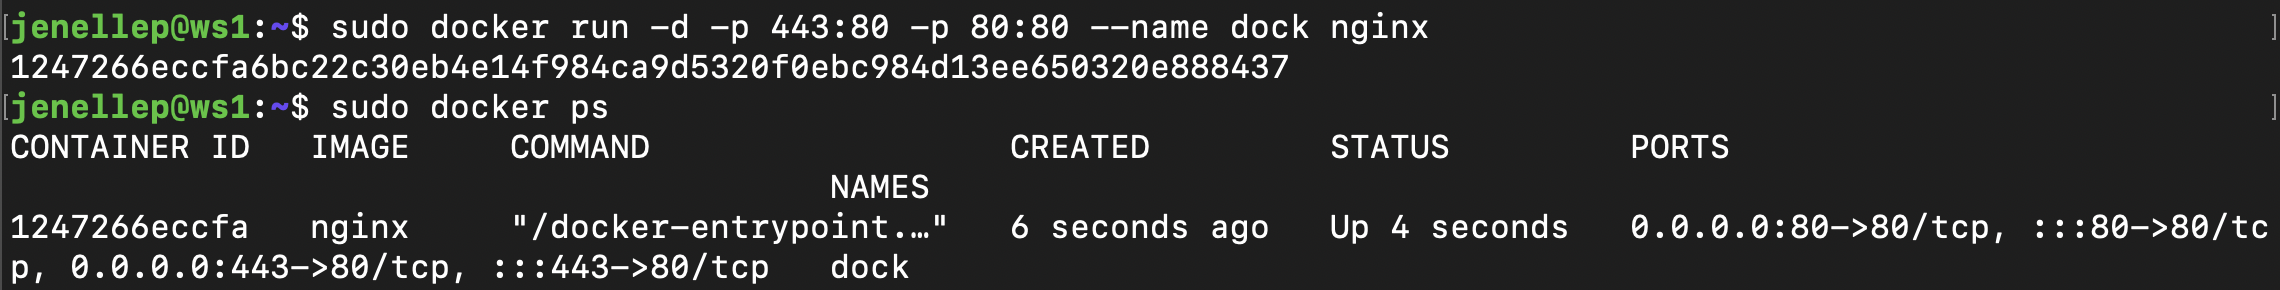 [jenellep@ws1:~$ sudo docker run -d -p 443:80 -p 80:80 --name dock nginx ]
1247266eccfa6bc22c30eb4e14f984ca9d5320f0ebc984d13ee650320e888437
[jenellep@ws1:~$ sudo docker ps ]
CONTAINER ID   IMAGE     COMMAND                  CREATED         STATUS         PORTS
                                         NAMES
1247266eccfa   nginx     "/docker-entrypoint.…"   6 seconds ago   Up 4 seconds   0.0.0.0:80->80/tcp, :::80->80/tc
p, 0.0.0.0:443->80/tcp, :::443->80/tcp   dock